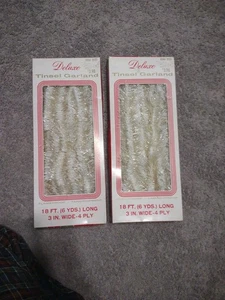 Deluxe
Tinsel Garland
18 FT. (6 YDS.) LONG
3 IN. WIDE-4 PLY
Deluxe
Tinsel Garland
18 FT. (6 YDS.) LONG
3 IN. WIDE-4 PLY